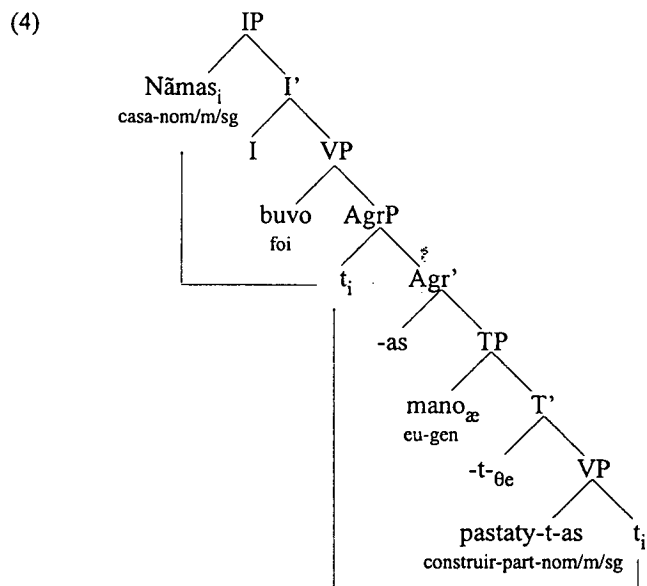 (4)
IP
Nãmasi I'
casa-nom/m/sg
I VP
buvo AgrP
foi
ti Agr'
-as TP
manoæ T'
eu-gen
-t-θe VP
pastaty-t-as ti
construir-part-nom/m/sg